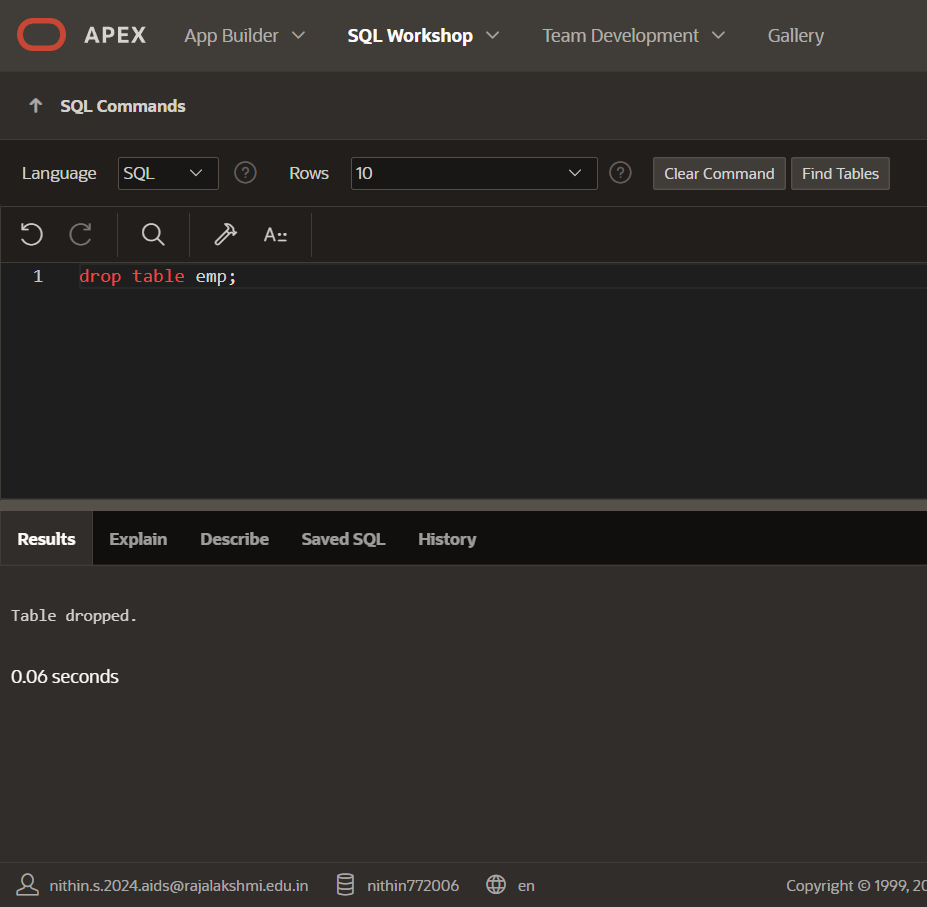 APEX App Builder SQL Workshop Team Development Gallery
SQL Commands
Language SQL ? Rows 10 ? Clear Command Find Tables
A::
1 drop table emp;
Results Explain Describe Saved SQL History
Table dropped.
0.06 seconds
nithin.s.2024.aids@rajalakshmi.edu.in nithin772006 en Copyright © 1999, 20